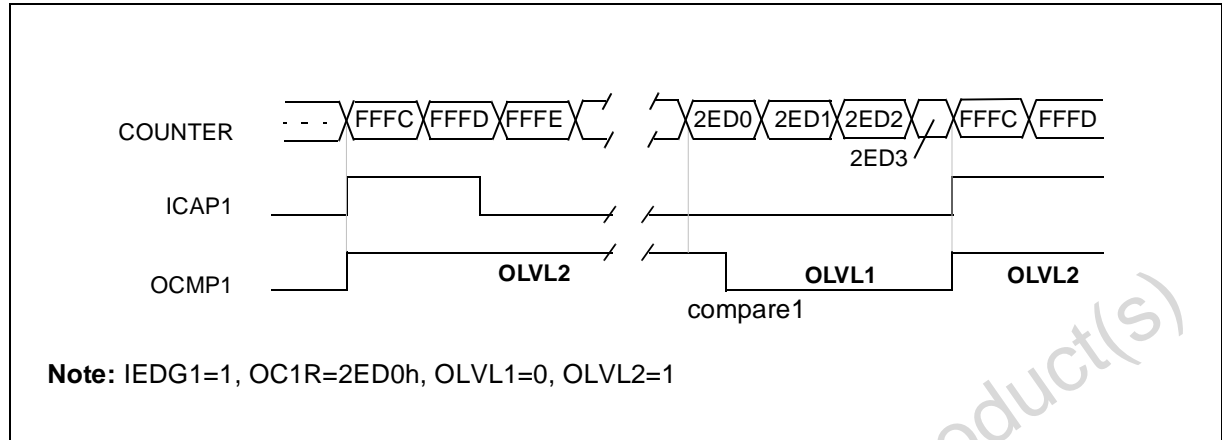 COUNTER - - - FFFC FFFD FFFE 2ED0 2ED1 2ED2 FFFC FFFD
2ED3
ICAP1
OCMP1 OLVL2 OLVL1 OLVL2
compare1
Note: IEDG1=1, OC1R=2ED0h, OLVL1=0, OLVL2=1
oduct(s)